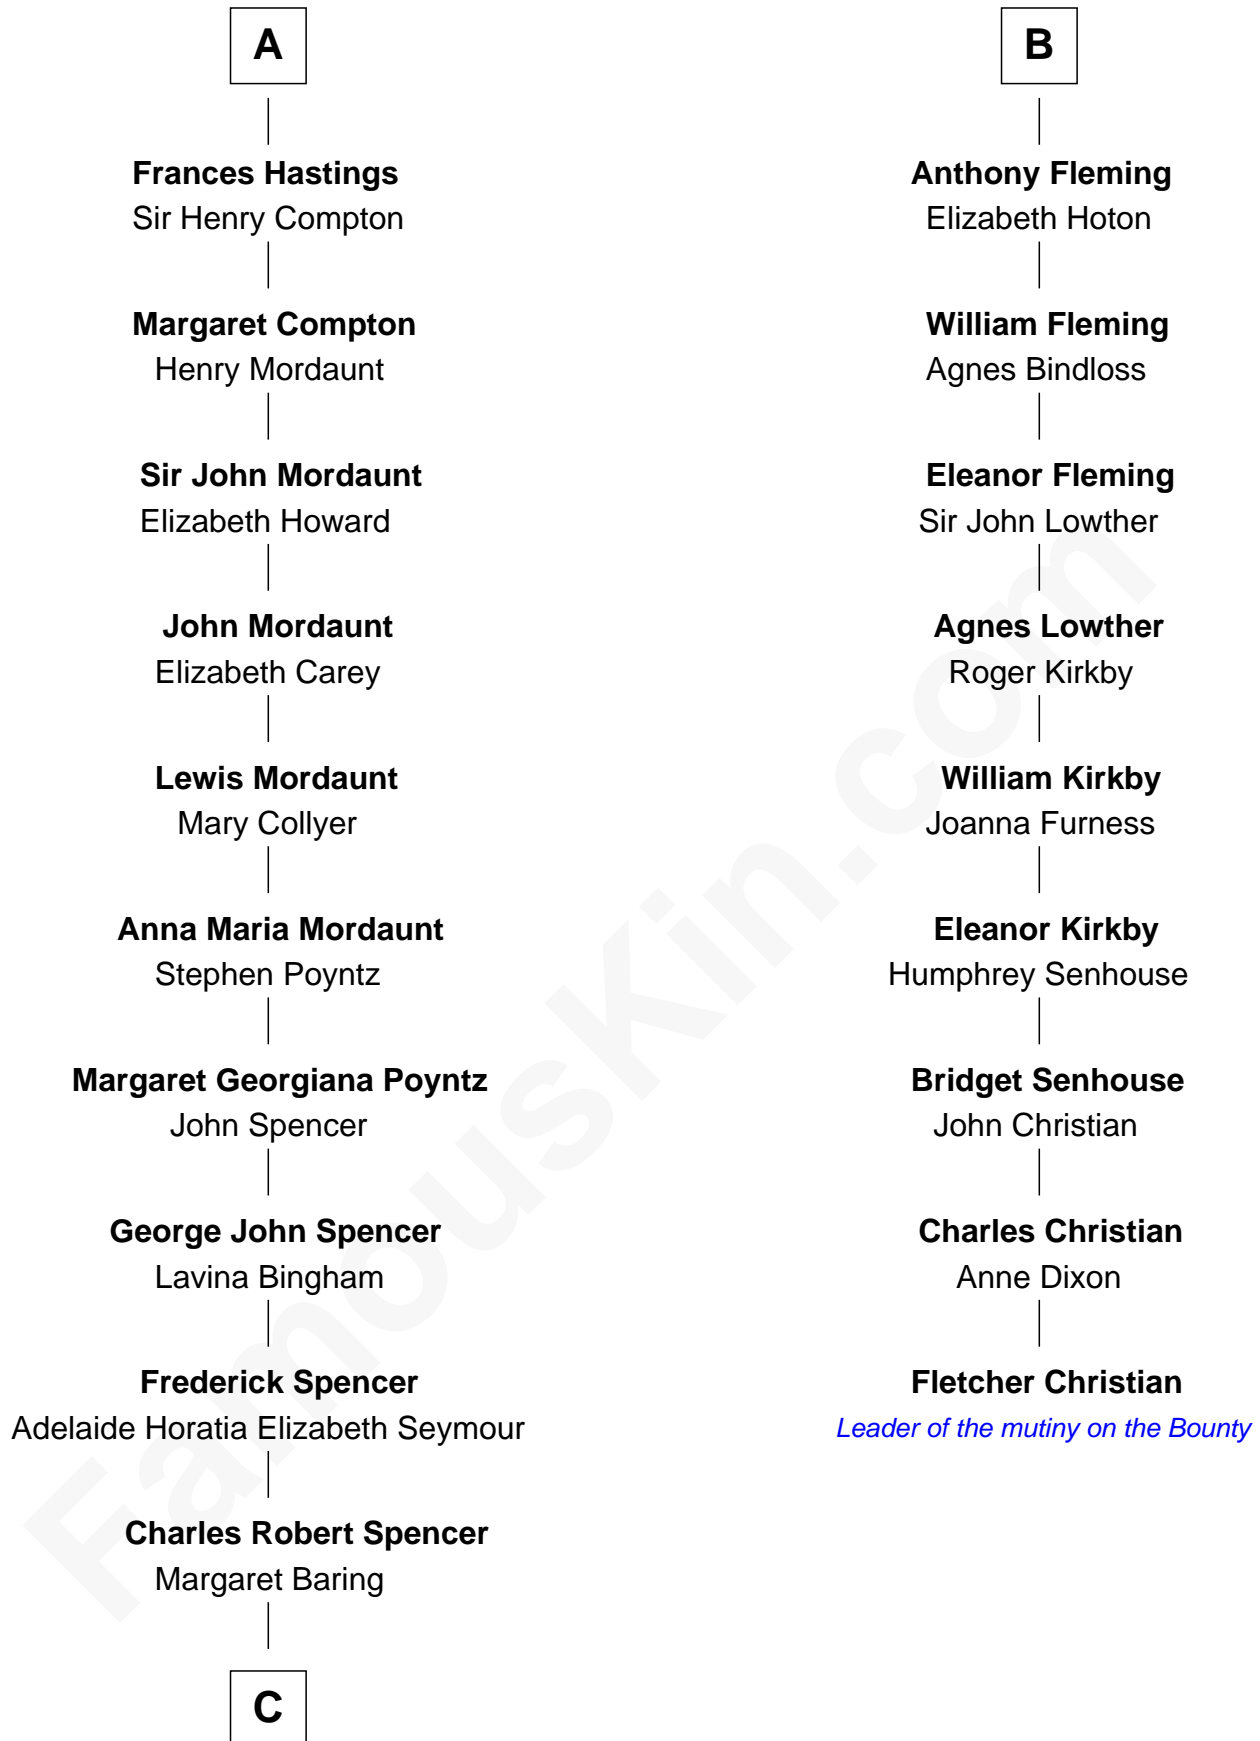 A
Frances Hastings
Sir Henry Compton
Margaret Compton
Henry Mordaunt
Sir John Mordaunt
Elizabeth Howard
John Mordaunt
Elizabeth Carey
Lewis Mordaunt
Mary Collyer
Anna Maria Mordaunt
Stephen Poyntz
Margaret Georgiana Poyntz
John Spencer
George John Spencer
Lavina Bingham
Frederick Spencer
Adelaide Horatia Elizabeth Seymour
Charles Robert Spencer
Margaret Baring
C
B
Anthony Fleming
Elizabeth Hoton
William Fleming
Agnes Bindloss
Eleanor Fleming
Sir John Lowther
Agnes Lowther
Roger Kirkby
William Kirkby
Joanna Furness
Eleanor Kirkby
Humphrey Senhouse
Bridget Senhouse
John Christian
Charles Christian
Anne Dixon
Fletcher Christian
Leader of the mutiny on the Bounty
FamousKin.com